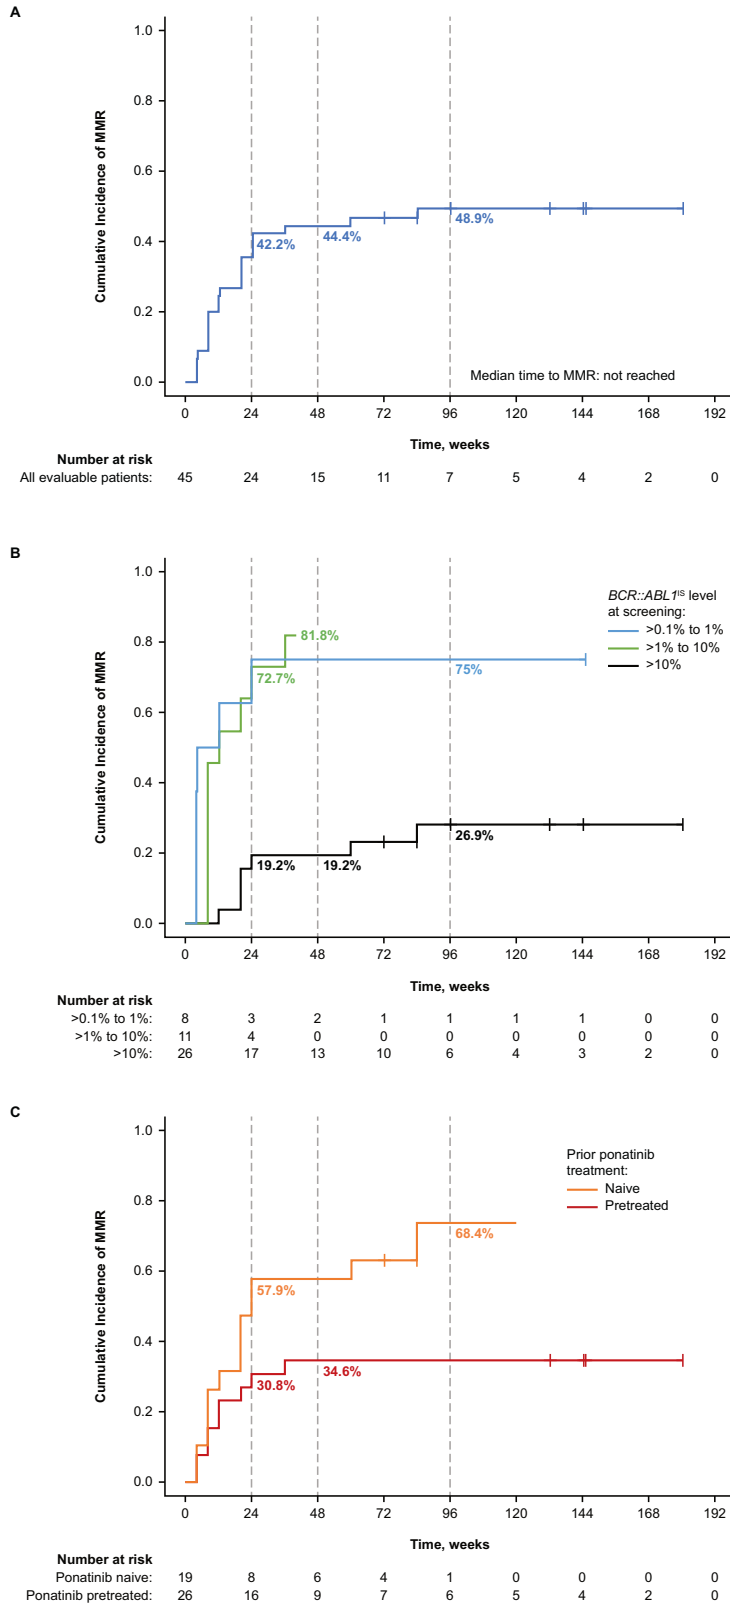 A
Cumulative Incidence of MMR
1.0
0.8
0.6
0.4
0.2
0.0
42.2%
44.4%
48.9%
Median time to MMR: not reached
0 24 48 72 96 120 144 168 192
Time, weeks
Number at risk
All evaluable patients: 45 24 15 11 7 5 4 2 0
B
Cumulative Incidence of MMR
1.0
0.8
0.6
0.4
0.2
0.0
BCR::ABL1IS level
at screening:
>0.1% to 1%
>1% to 10%
>10%
81.8%
72.7%
75%
19.2%
19.2%
26.9%
0 24 48 72 96 120 144 168 192
Time, weeks
Number at risk
>0.1% to 1%: 8 3 2 1 1 1 1 0 0
>1% to 10%: 11 4 0 0 0 0 0 0 0
>10%: 26 17 13 10 6 4 3 2 0
C
Cumulative Incidence of MMR
1.0
0.8
0.6
0.4
0.2
0.0
Prior ponatinib
treatment:
Naive
Pretreated
68.4%
57.9%
34.6%
30.8%
0 24 48 72 96 120 144 168 192
Time, weeks
Number at risk
Ponatinib naive: 19 8 6 4 1 0 0 0 0
Ponatinib pretreated: 26 16 9 7 6 5 4 2 0